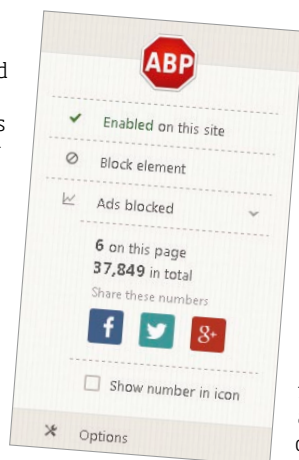 ABP
Enabled on this site
Block element
Ads blocked
6 on this page
37,849 in total
Share these numbers
f
8+
Show number in icon
Options